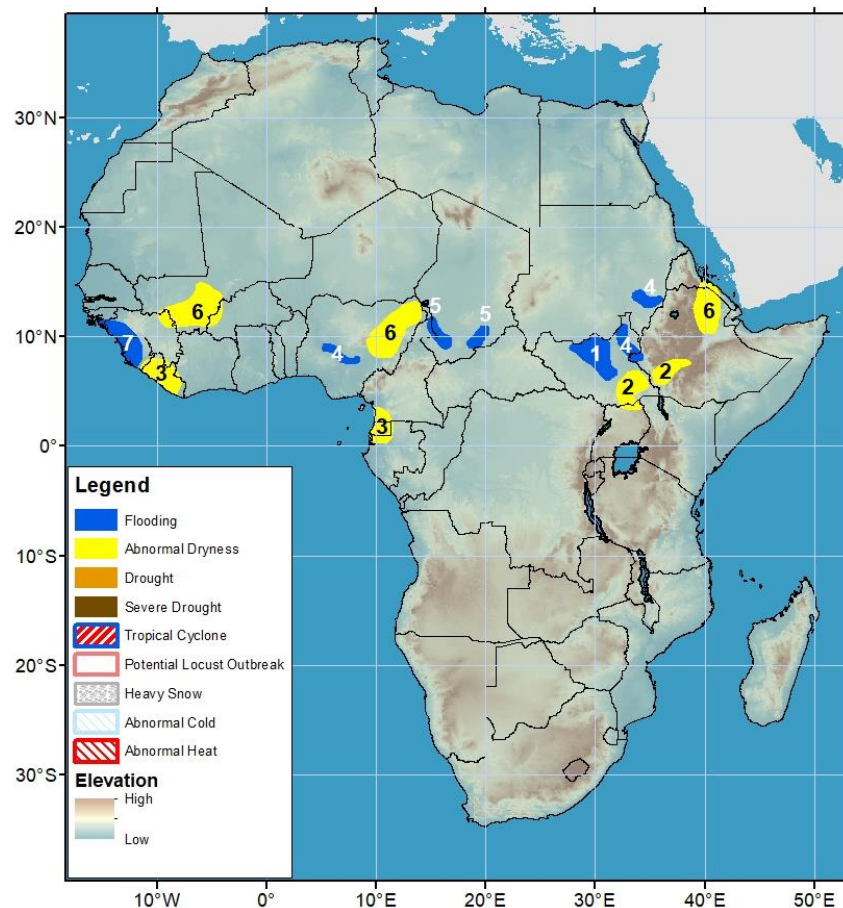 30°N
20°N
4
5
5
6
6
6
10°N
7
4
1
4
3
2
2
3
0°
Legend
Flooding
Abnormal Dryness
Drought
Severe Drought
Tropical Cyclone
Potential Locust Outbreak
Heavy Snow
Abnormal Cold
Abnormal Heat
Elevation
High
Low
10°S
20°S
30°S
10°W 0° 10°E 20°E 30°E 40°E 50°E